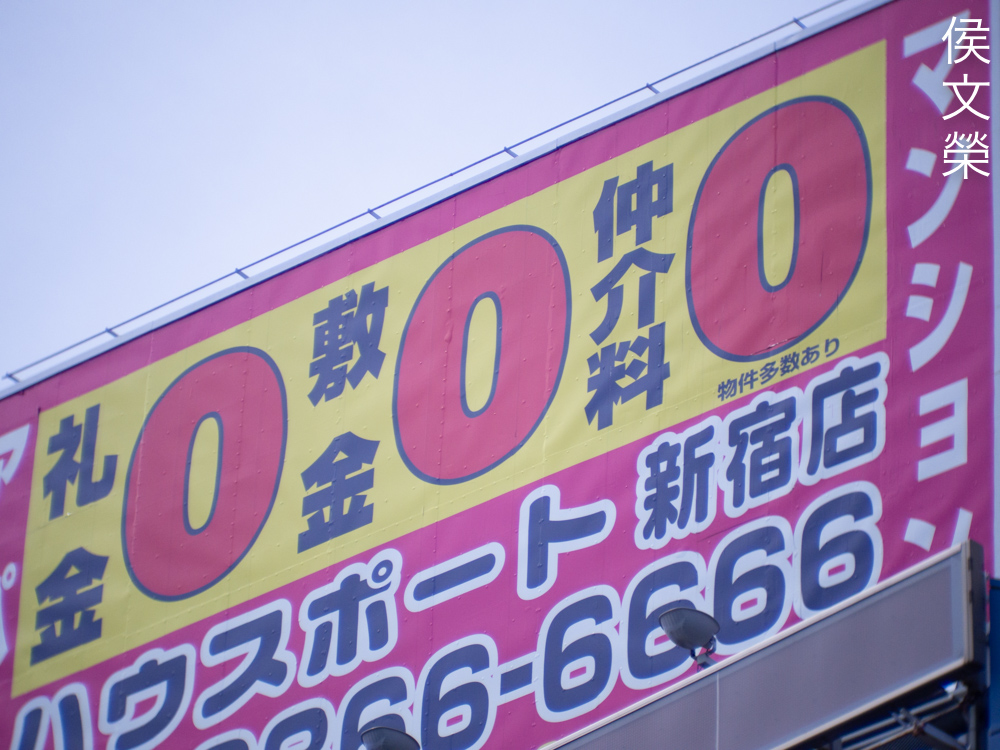 侯文榮
マンション
礼金0
敷金0
仲介料0
物件多数あり
ハウスポート新宿店
866-6666